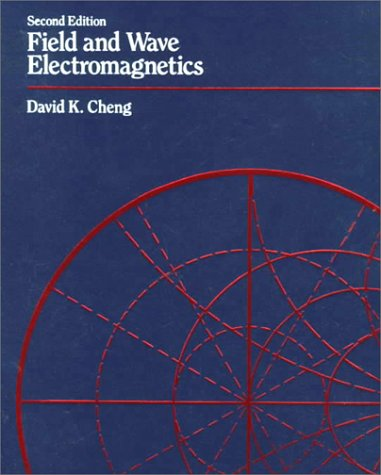 Second Edition
Field and Wave
Electromagnetics
David K. Cheng